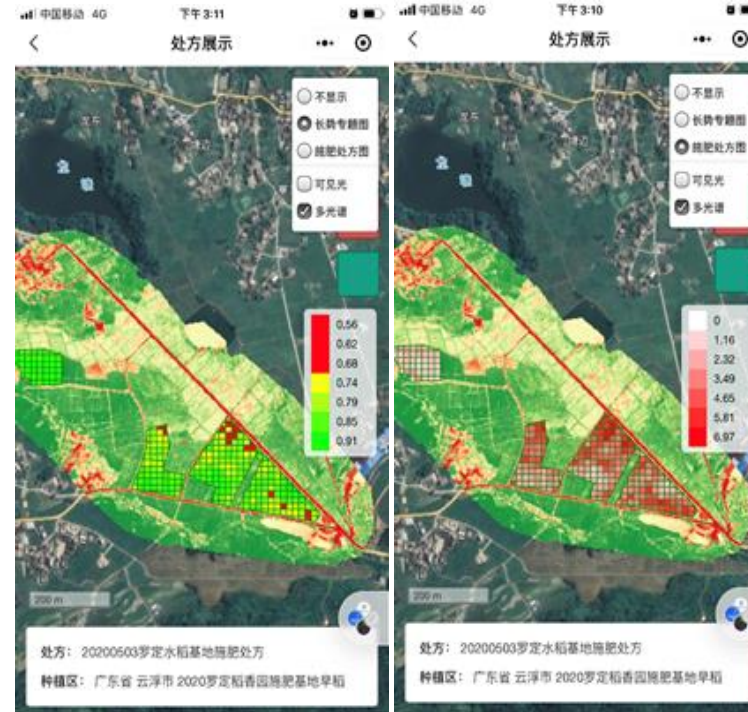 中国移动 4G
下午 3:11
处方展示
不显示
长势专题图
施肥处方图
可见光
多光谱
0.56
0.62
0.68
0.74
0.79
0.85
0.91
200 m
处方： 20200503罗定水稻基地施肥处方
种植区： 广东省 云浮市 2020罗定稻香园施肥基地早稻
中国移动 4G
下午 3:10
处方展示
不显示
长势专题图
施肥处方图
可见光
多光谱
0
1.16
2.32
3.49
4.65
5.81
6.97
200 m
处方： 20200503罗定水稻基地施肥处方
种植区： 广东省 云浮市 2020罗定稻香园施肥基地早稻